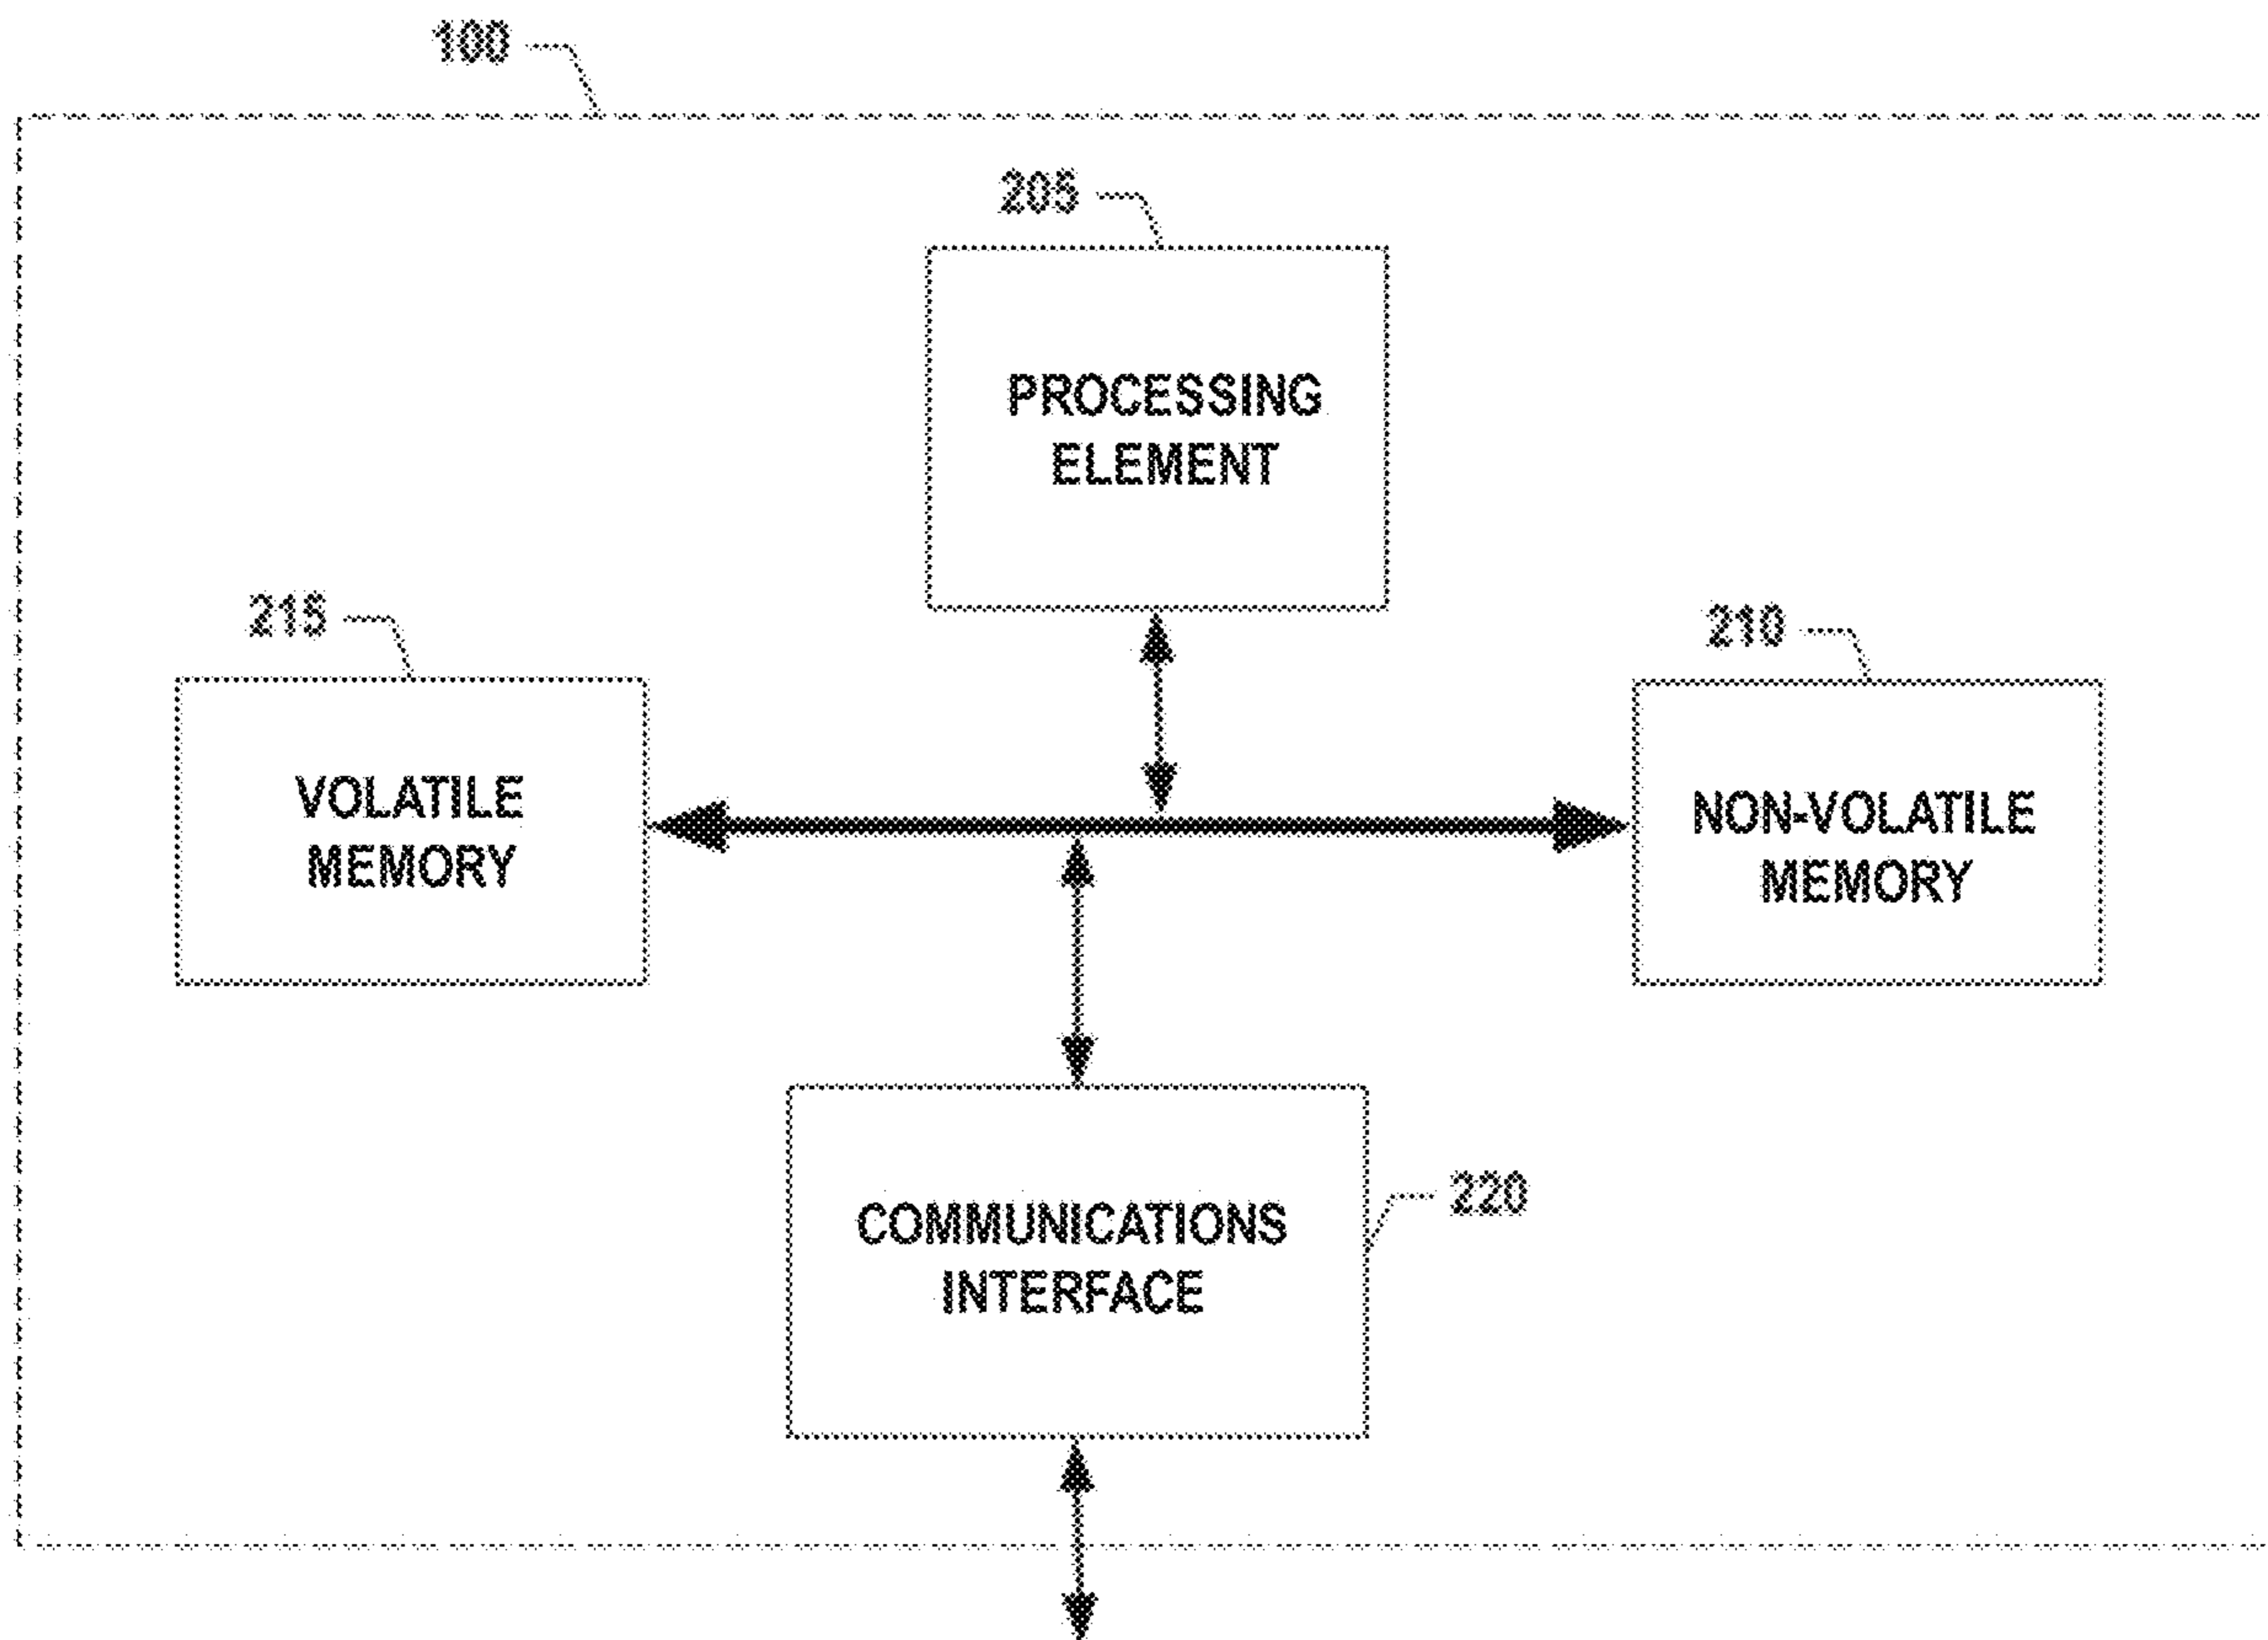 100
205
PROCESSING
ELEMENT
215
210
VOLATILE
MEMORY
NON-VOLATILE
MEMORY
COMMUNICATIONS
INTERFACE
220